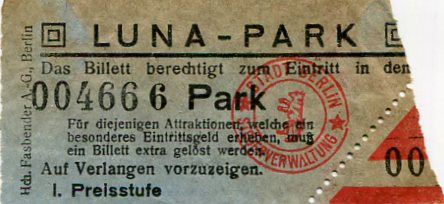 LUNA-PARK
Das Billett berechtigt zum Eintritt in den
004666 Park
Für diejenigen Attraktionen, welche ein
besonderes Eintrittsgeld erheben, muß
ein Billett extra gelöst werden.
Auf Verlangen vorzuzeigen.
I. Preisstufe
00
Hch. Fasbender A-G., Berlin
STADT BERLIN